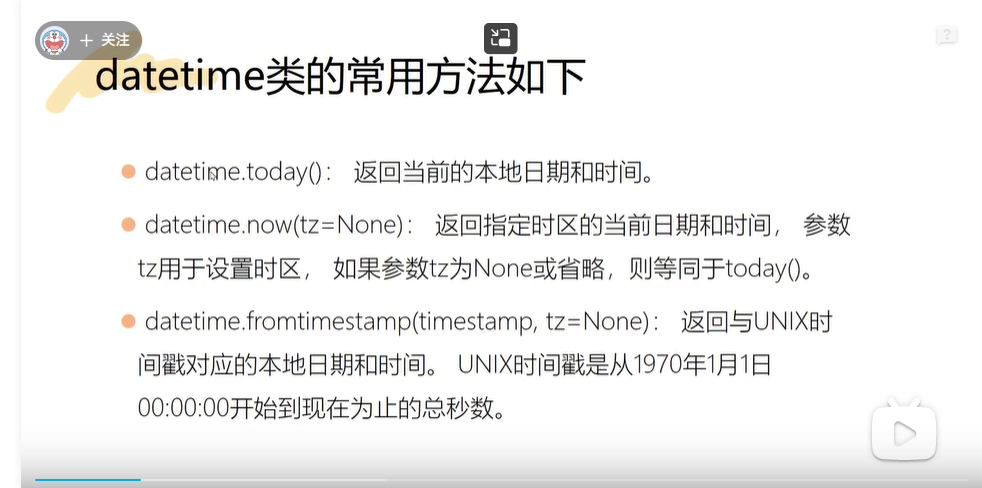 + 关注
datetime类的常用方法如下
datetime.today()： 返回当前的本地日期和时间。
datetime.now(tz=None)： 返回指定时区的当前日期和时间， 参数
tz用于设置时区， 如果参数tz为None或省略，则等同于today()。
datetime.fromtimestamp(timestamp, tz=None)： 返回与UNIX时
间戳对应的本地日期和时间。 UNIX时间戳是从1970年1月1日
00:00:00开始到现在为止的总秒数。